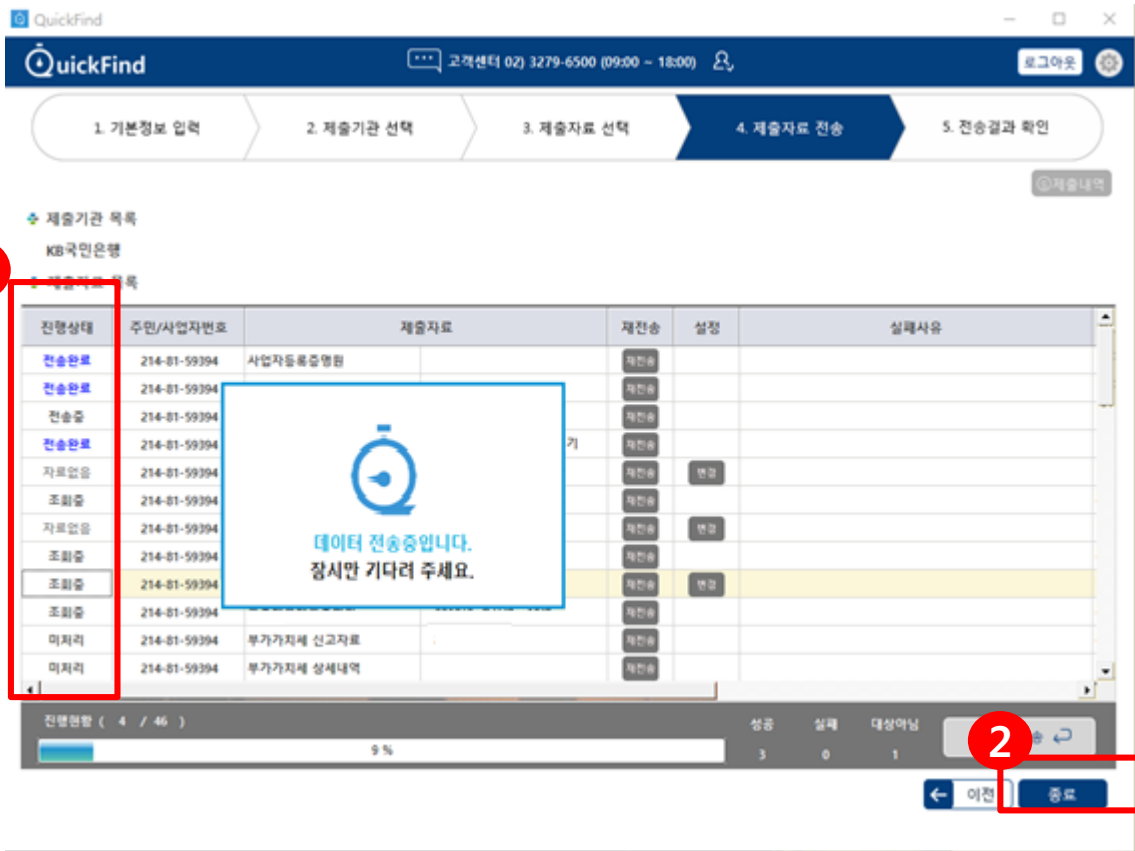 QuickFind
QuickFind
고객센터 02) 3279-6500 (09:00 ~ 18:00)
로그아웃
1. 기본정보 입력
2. 제출기관 선택
3. 제출자료 선택
4. 제출자료 전송
5. 전송결과 확인
제출내역
제출기관 목록
KB국민은행
제출자료 목록
진행상태 주민/사업자번호 제출자료 재전송 설정 실패사유
전송완료 214-81-59394 사업자등록증명원 재전송
전송완료 214-81-59394 재전송
전송중 214-81-59394 재전송
전송완료 214-81-59394 기 재전송
자료없음 214-81-59394 재전송 변경
조회중 214-81-59394 재전송
자료없음 214-81-59394 재전송 변경
조회중 214-81-59394 재전송
조회중 214-81-59394 재전송 변경
조회중 214-81-59394 재전송
미처리 214-81-59394 부가가치세 신고자료 재전송
미처리 214-81-59394 부가가치세 상세내역 재전송
데이터 전송중입니다.
잠시만 기다려 주세요.
진행현황 ( 4 / 46 )
9 %
성공 실패 대상아님
3 0 1
2
이전
종료